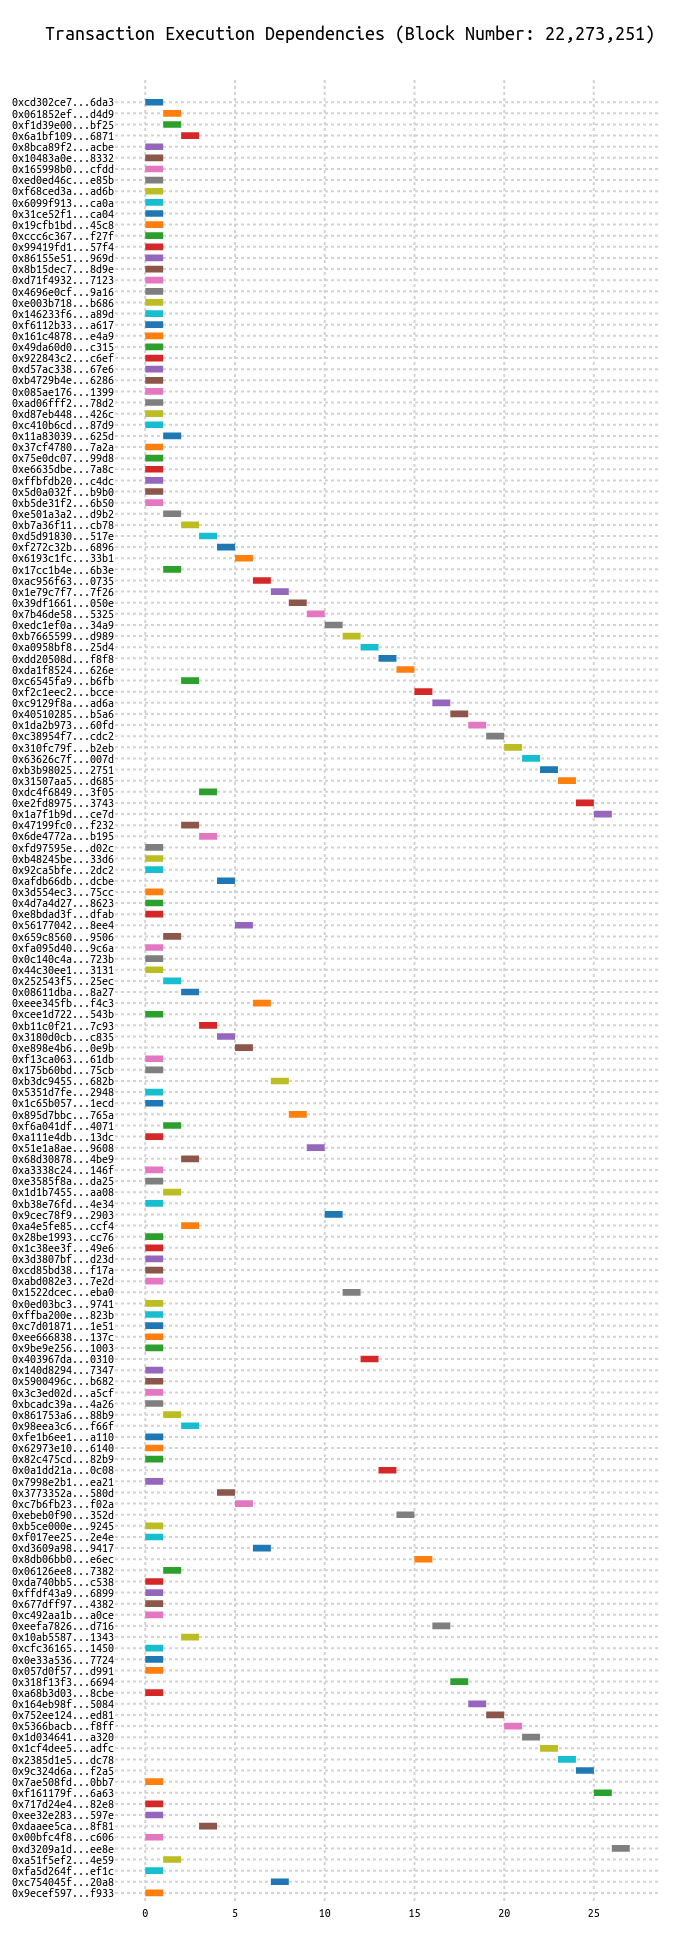 Transaction Execution Dependencies (Block Number: 22,273,251)
0xcd302ce7...6da3
0x061852ef...d4d9
0xf1d39e00...bf25
0x6a1bf109...6871
0x8bca89f2...acbe
0x10483a0e...8332
0x165998b0...cfdd
0xed0ed46c...e85b
0xf68ced3a...ad6b
0x6099f913...ca0a
0x31ce52f1...ca04
0x19cfb1bd...45c8
0xccc6c367...f27f
0x99419fd1...57f4
0x86155e51...969d
0x8b15dec7...8d9e
0xd71f4932...7123
0x4696e0cf...9a16
0xe003b718...b686
0x146233f6...a89d
0xf6112b33...a617
0x161c4878...e4a9
0x49da60d0...c315
0x922843c2...c6ef
0xd57ac338...67e6
0xb4729b4e...6286
0x085ae176...1399
0xad06fff2...78d2
0xd87eb448...426c
0xc410b6cd...87d9
0x11a83039...625d
0x37cf4780...7a2a
0x75e0dc07...99d8
0xe6635dbe...7a8c
0xffbfdb20...c4dc
0x5d0a032f...b9b0
0xb5de31f2...6b50
0xe501a3a2...d9b2
0xb7a36f11...cb78
0xd5d91830...517e
0xf272c32b...6896
0x6193c1fc...33b1
0x17cc1b4e...6b3e
0xac956f63...0735
0x1e79c7f7...7f26
0x39df1661...050e
0x7b46de58...5325
0xedc1ef0a...34a9
0xb7665599...d989
0xa0958bf8...25d4
0xdd20508d...f8f8
0xda1f8524...626e
0xc6545fa9...b6fb
0xf2c1eec2...bcce
0xc9129f8a...ad6a
0x40510285...b5a6
0x1da2b973...60fd
0xc38954f7...cdc2
0x310fc79f...b2eb
0x63626c7f...007d
0xb3b98025...2751
0x31507aa5...d685
0xdc4f6849...3f05
0xe2fd8975...3743
0x1a7f1b9d...ce7d
0x47199fc0...f232
0x6de4772a...b195
0xfd97595e...d02c
0xb48245be...33d6
0x92ca5bfe...2dc2
0xafdb66db...dcbe
0x3d554ec3...75cc
0x4d7a4d27...8623
0xe8bdad3f...dfab
0x56177042...8ee4
0x659c8560...9506
0xfa095d40...9c6a
0x0c140c4a...723b
0x44c30ee1...3131
0x252543f5...25ec
0x08611dba...8a27
0xeee345fb...f4c3
0xcee1d722...543b
0xb11c0f21...7c93
0x3180d0cb...c835
0xe898e4b6...0e9b
0xf13ca063...61db
0x175b60bd...75cb
0xb3dc9455...682b
0x5351d7fe...2948
0x1c65b057...1ecd
0x895d7bbc...765a
0xf6a041df...4071
0xa111e4db...13dc
0x51e1a8ae...9608
0x68d30878...4be9
0xa3338c24...146f
0xe3585f8a...da25
0x1d1b7455...aa08
0xb38e76fd...4e34
0x9cec78f9...2903
0xa4e5fe85...ccf4
0x28be1993...cc76
0x1c38ee3f...49e6
0x3d3807bf...d23d
0xcd85bd38...f17a
0xabd082e3...7e2d
0x1522dcec...eba0
0x0ed03bc3...9741
0xffba200e...823b
0xc7d01871...1e51
0xee666838...137c
0x9be9e256...1003
0x403967da...0310
0x140d8294...7347
0x5900496c...b682
0x3c3ed02d...a5cf
0xbcadc39a...4a26
0x861753a6...88b9
0x98eea3c6...f66f
0xfe1b6ee1...a110
0x62973e10...6140
0x82c475cd...82b9
0x0a1dd21a...0c08
0x7998e2b1...ea21
0x3773352a...580d
0xc7b6fb23...f02a
0xebeb0f90...352d
0xb5ce000e...9245
0xf017ee25...2e4e
0xd3609a98...9417
0x8db06bb0...e6ec
0x06126ee8...7382
0xda740bb5...c538
0xffdf43a9...6899
0x677dff97...4382
0xc492aa1b...a0ce
0xeefa7826...d716
0x10ab5587...1343
0xcfc36165...1450
0x0e33a536...7724
0x057d0f57...d991
0x318f13f3...6694
0xa68b3d03...8cbe
0x164eb98f...5084
0x752ee124...ed81
0x5366bacb...f8ff
0x1d034641...a320
0x1cf4dee5...adfc
0x2385d1e5...dc78
0x9c324d6a...f2a5
0x7ae508fd...0bb7
0xf161179f...6a63
0x717d24e4...82e8
0xee32e283...597e
0xdaaee5ca...8f81
0x00bfc4f8...c606
0xd3209a1d...ee8e
0xa51f5ef2...4e59
0xfa5d264f...ef1c
0xc754045f...20a8
0x9ecef597...f933
0 5 10 15 20 25